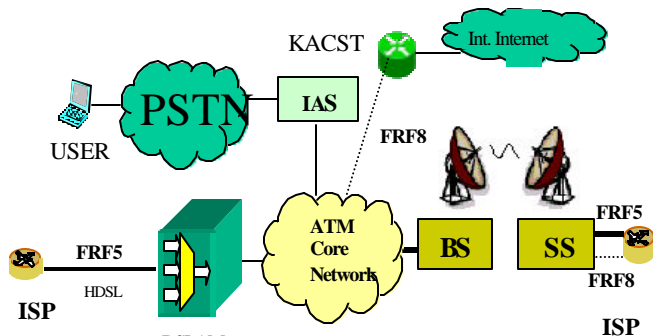 KACST
Int. Internet
PSTN
IAS
USER
FRF8
ATM
Core
Network
BS
SS
FRF5
FRF8
FRF5
HDSL
ISP
ISP